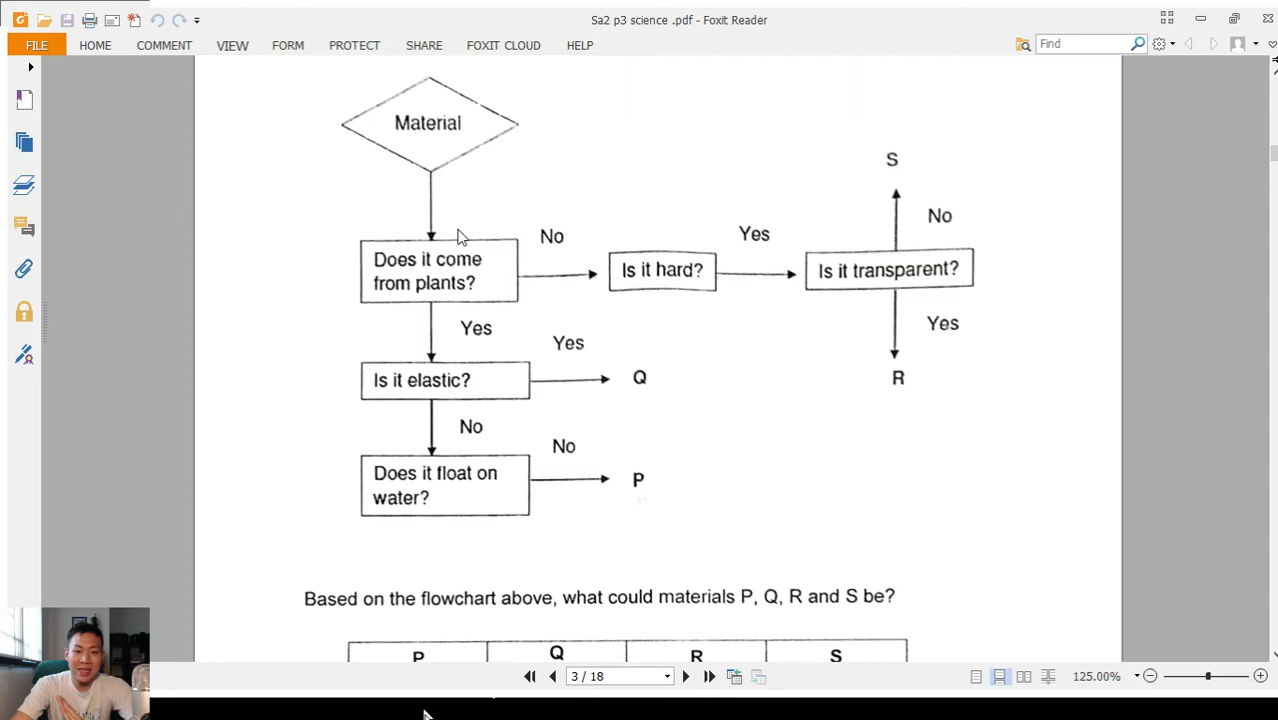 Sa2 p3 science .pdf - Foxit Reader
FILE HOME COMMENT VIEW FORM PROTECT SHARE FOXIT CLOUD HELP
Find
Material
S
No
No
Yes
Does it come
from plants?
Is it hard?
Is it transparent?
Yes
Yes
Yes
Is it elastic?
Q
R
No
No
Does it float on
water?
P
Based on the flowchart above, what could materials P, Q, R and S be?
P Q R S
3 / 18
125.00%